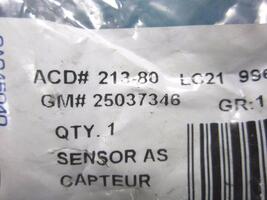 ACD# 213-80 LC21 996
GM# 25037346 GR:1
QTY. 1
SENSOR AS
CAPTEUR